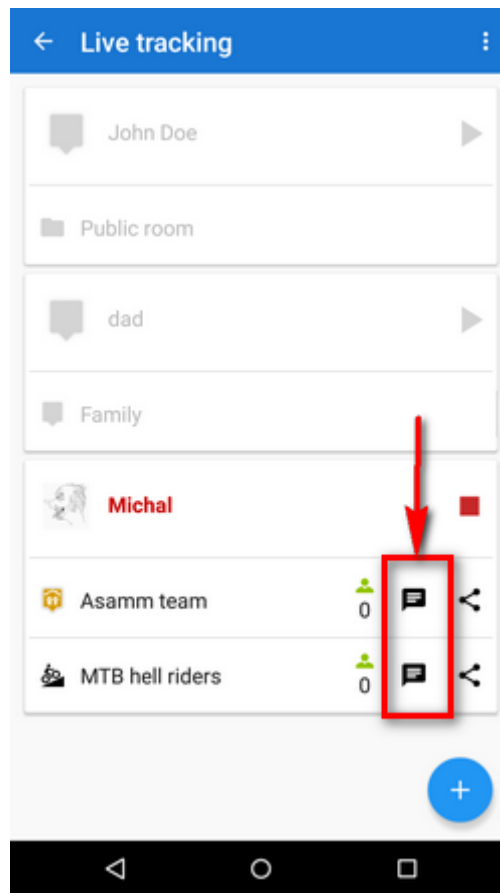 Live tracking
John Doe
Public room
dad
Family
Michal
Asamm team
0
MTB hell riders
0